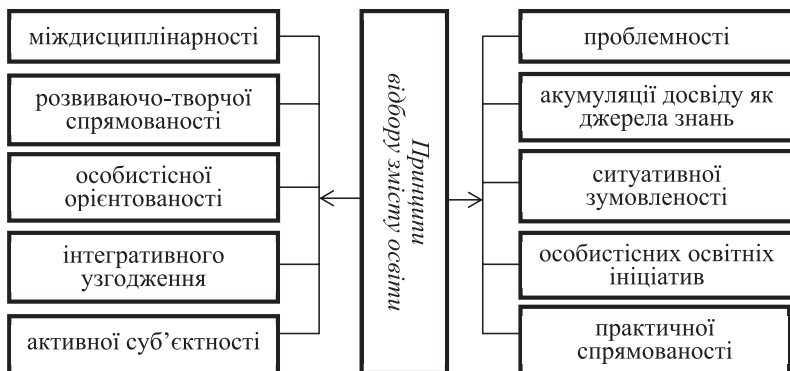 міждисциплінарності
розвиваючо-творчої
спрямованості
особистісної
орієнтованості
інтегративного
узгодження
активної суб’єктності
Принципи
відбору змісту освіти
проблемності
акумуляції досвіду як
джерела знань
ситуативної
зумовленості
особистісних освітніх
ініціатив
практичної
спрямованості